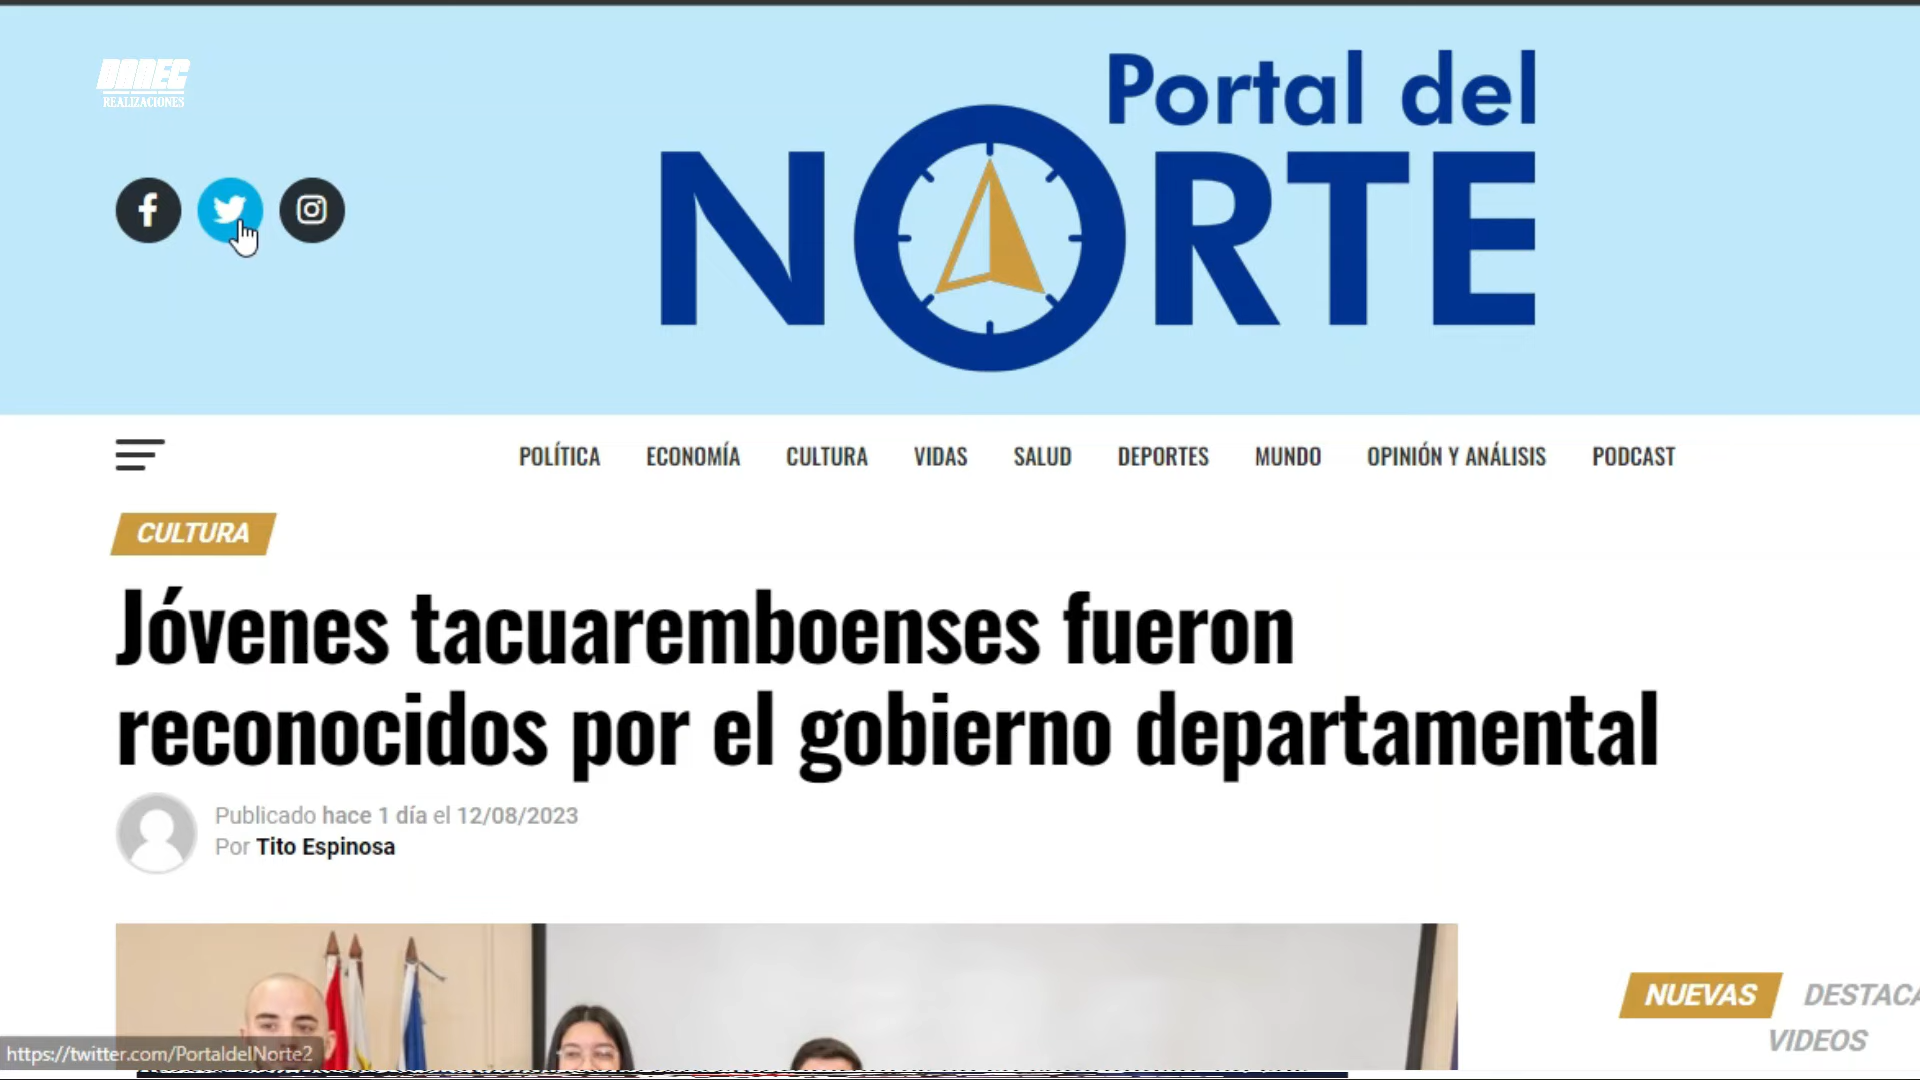 DOREC
REALIZACIONES
Portal del
NORTE
POLÍTICA ECONOMÍA CULTURA VIDAS SALUD DEPORTES MUNDO OPINIÓN Y ANÁLISIS PODCAST
CULTURA
Jóvenes tacuaremboenses fueron
reconocidos por el gobierno departamental
Publicado hace 1 día el 12/08/2023
Por Tito Espinosa
NUEVAS DESTACA
VIDEOS
https://twitter.com/PortaldelNorte2